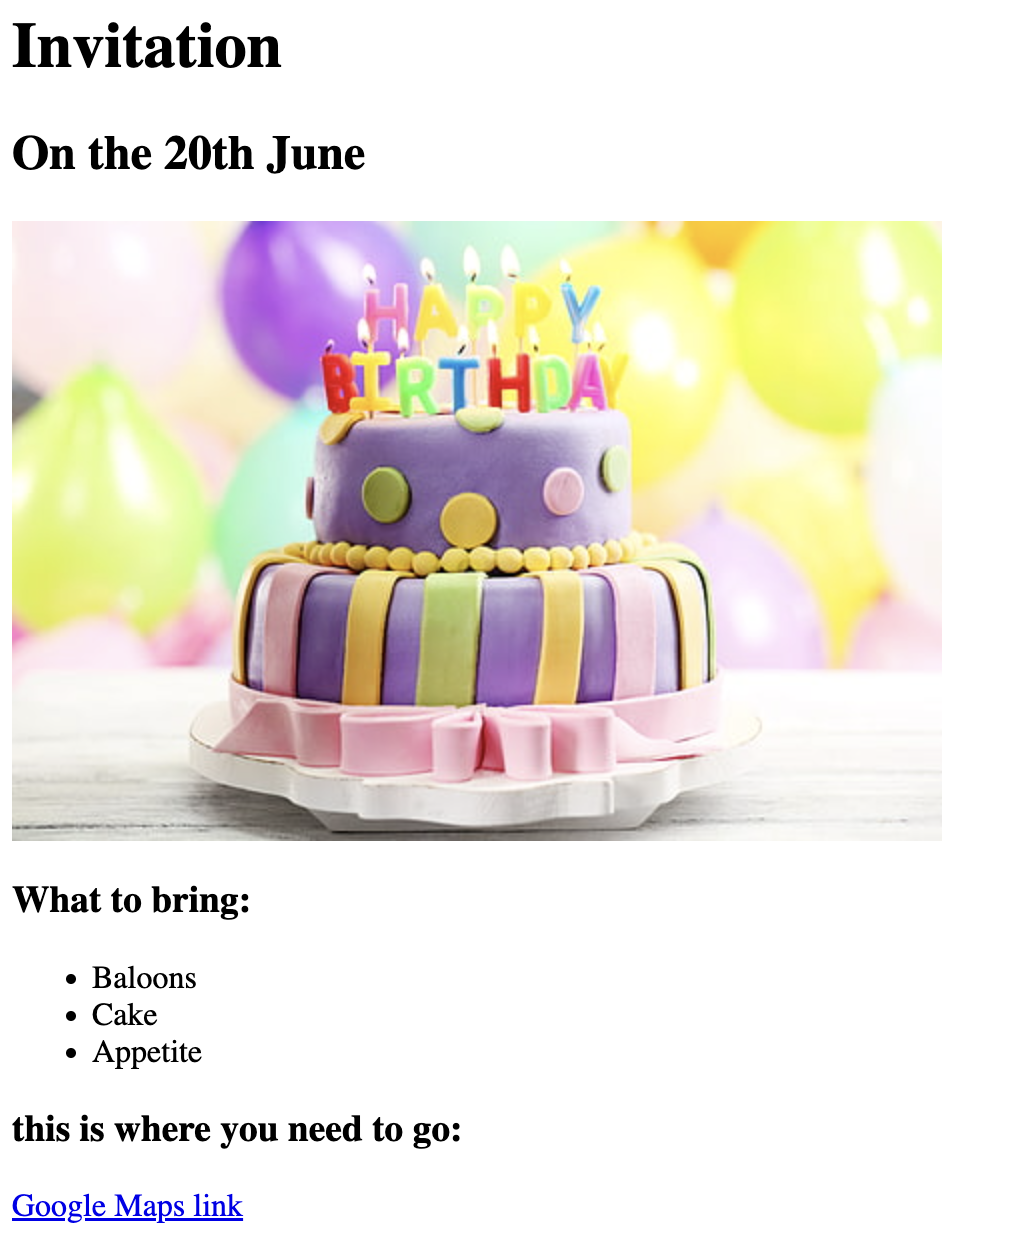 Invitation
On the 20th June
HAPPY
BIRTHDAY
What to bring:
Baloons
Cake
Appetite
this is where you need to go:
Google Maps link